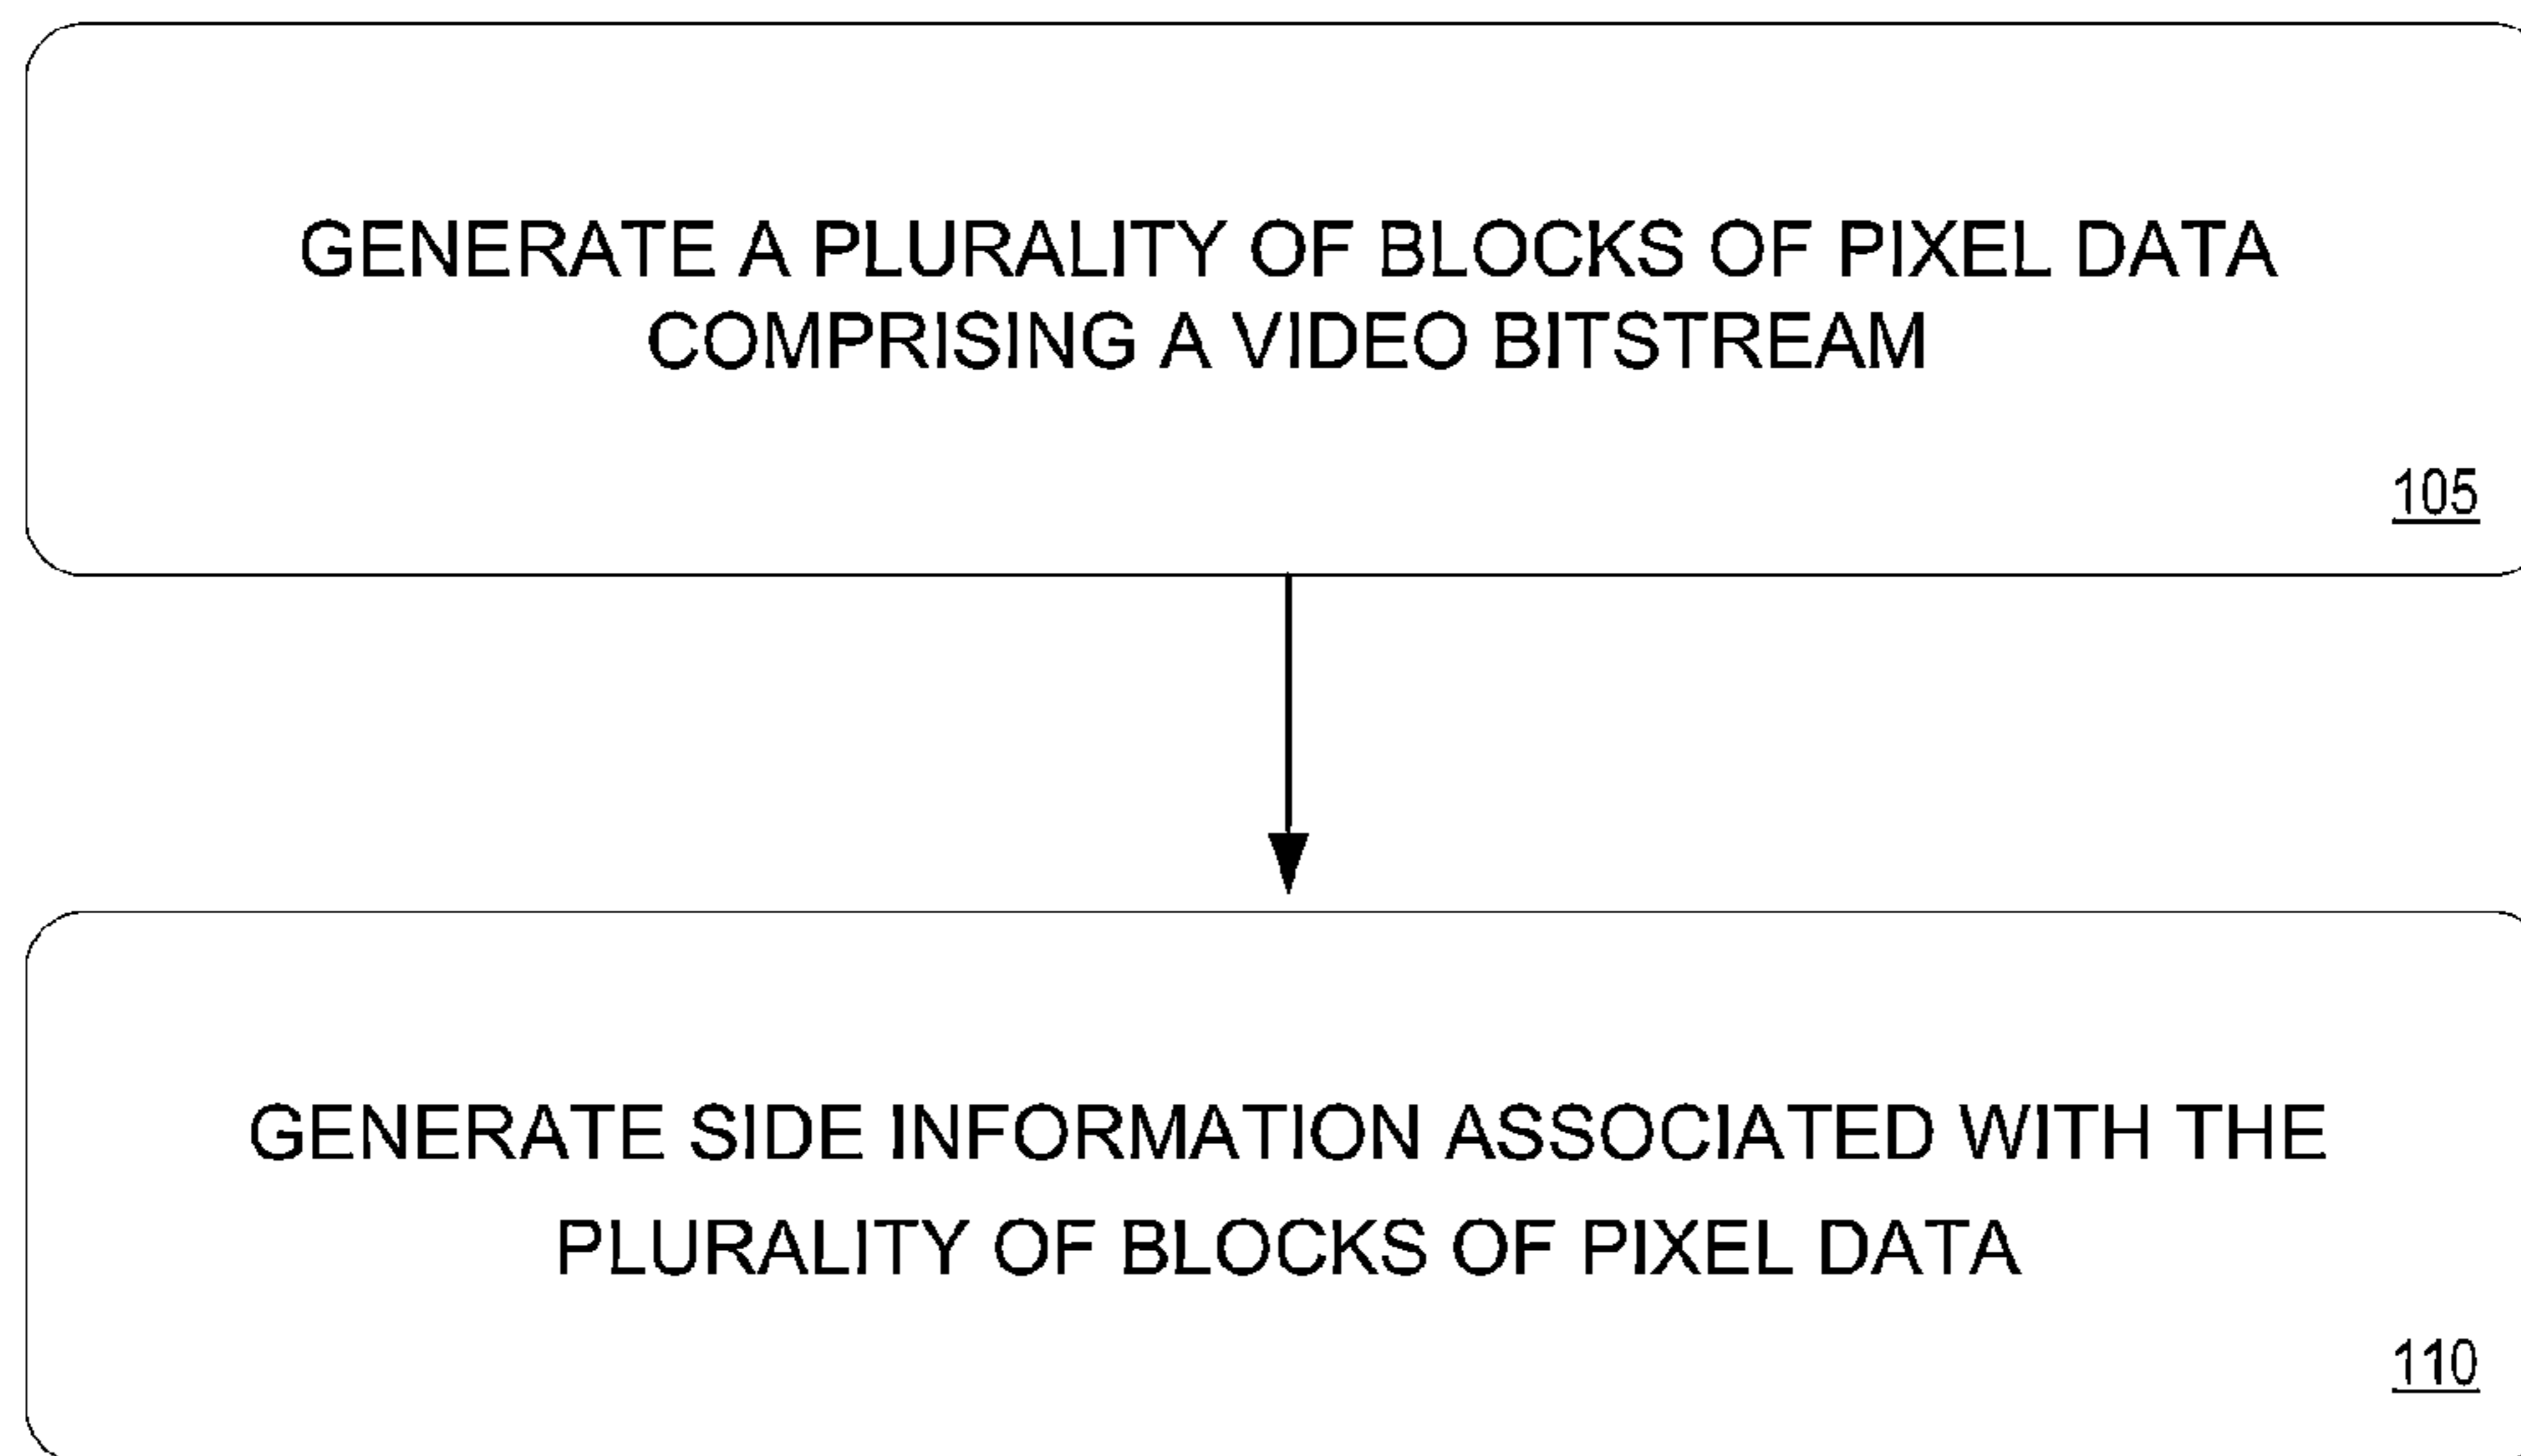 GENERATE A PLURALITY OF BLOCKS OF PIXEL DATA
COMPRISING A VIDEO BITSTREAM
105
GENERATE SIDE INFORMATION ASSOCIATED WITH THE
PLURALITY OF BLOCKS OF PIXEL DATA
110